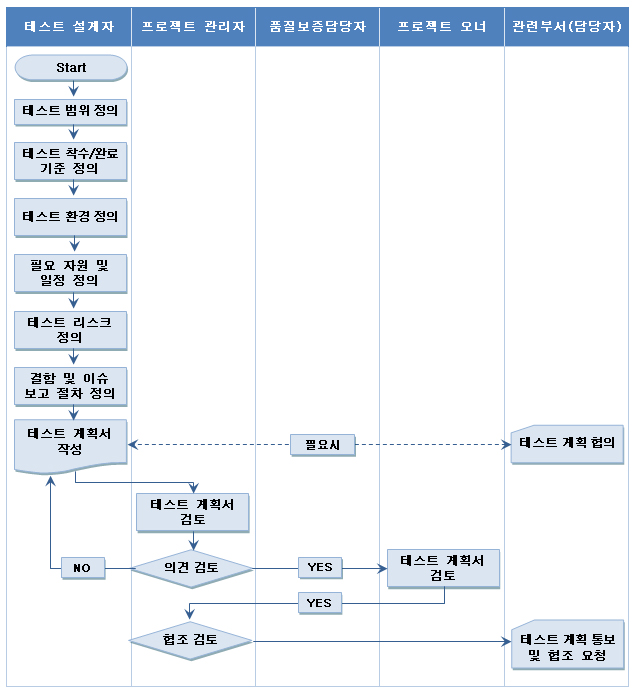 테스트 설계자
프로젝트 관리자
품질보증담당자
프로젝트 오너
관련부서(담당자)
Start
테스트 범위 정의
테스트 착수/완료
기준 정의
테스트 환경 정의
필요 자원 및
일정 정의
테스트 리스크
정의
결함 및 이슈
보고 절차 정의
테스트 계획서
작성
필요시
테스트 계획 협의
테스트 계획서
검토
NO
의견 검토
YES
테스트 계획서
검토
YES
협조 검토
테스트 계획 통보
및 협조 요청